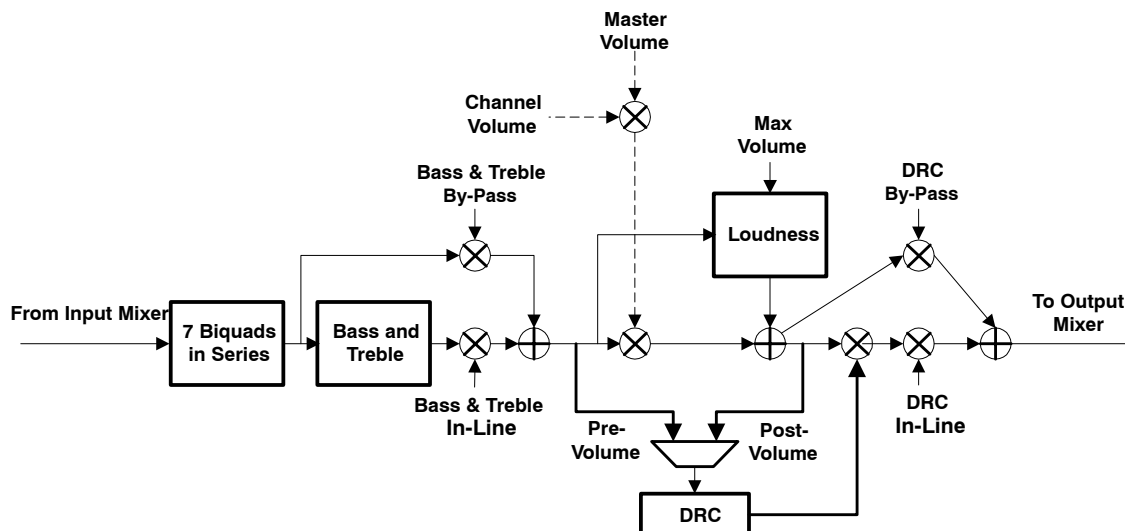 Master
Volume
Channel
Volume
Max
Volume
Bass & Treble
By-Pass
DRC
By-Pass
Loudness
From Input Mixer
7 Biquads
in Series
Bass and
Treble
To Output
Mixer
Bass & Treble
In-Line
Pre-
Volume
Post-
Volume
DRC
In-Line
DRC